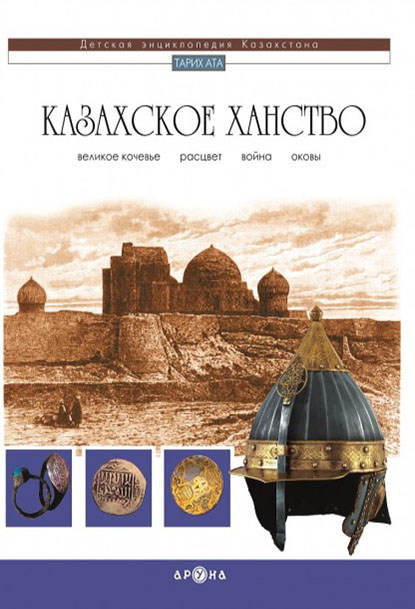 Детская энциклопедия Казахстана
ТАРИХ АТА
КАЗАХСКОЕ ХАНСТВО
великое кочевье расцвет война оковы
АРУНА